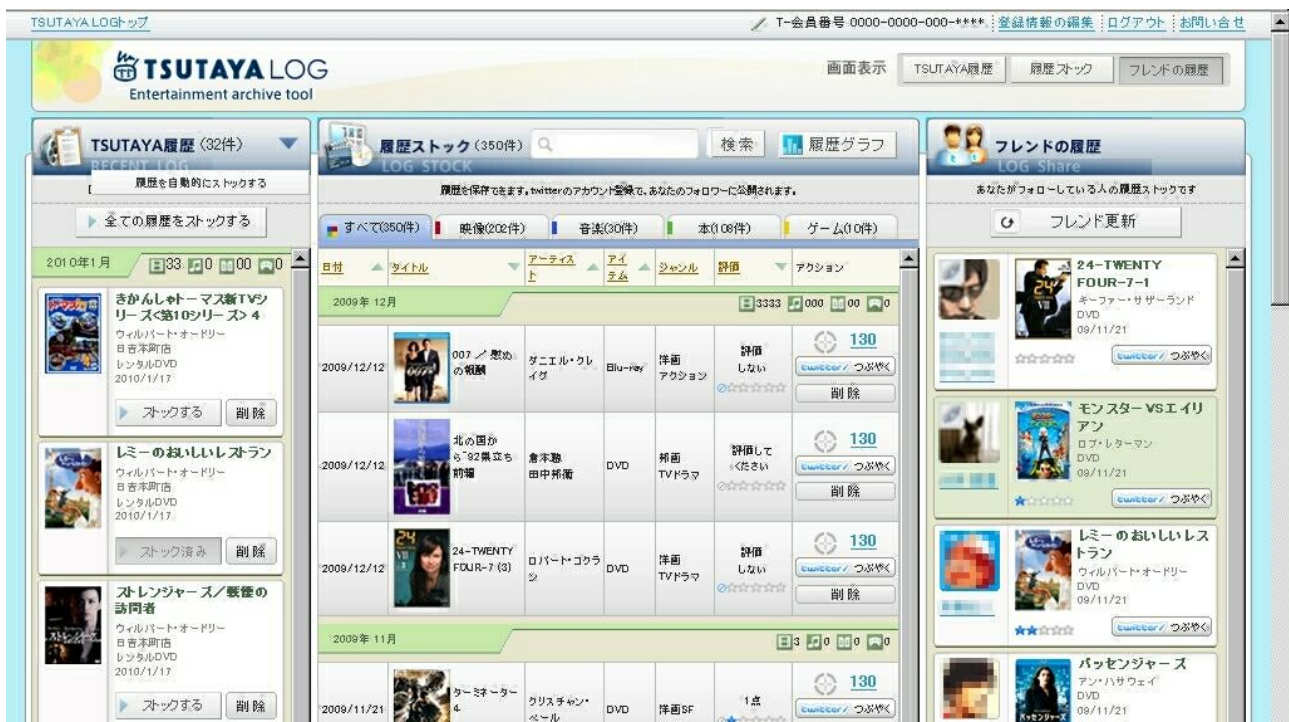 TSUTAYA LOGトップ
T-会員番号 0000-0000-000-****
登録情報の編集
ログアウト
お問い合せ
TSUTAYA LOG
Entertainment archive tool
画面表示
TSUTAYA履歴
履歴ストック
フレンドの履歴
TSUTAYA履歴 (32件)
RECENT LOG
履歴を自動的にストックする
全ての履歴をストックする
2010年1月
33 0 00 0
きかんしゃトーマス新TVシ
リーズ<第10シリーズ> 4
ウィルバート・オードリー
日吉本町店
レンタルDVD
2010/1/17
ストックする
削除
レミーのおいしいレストラン
ウィルバート・オードリー
日吉本町店
レンタルDVD
2010/1/17
ストック済み
削除
ストレンジャーズ/戦慄の
訪問者
ウィルバート・オードリー
日吉本町店
レンタルDVD
2010/1/17
ストックする
削除
履歴ストック (350件)
LOG STOCK
検索
履歴グラフ
履歴を保存できます。twitterのアカウント登録で、あなたのフォロワーに公開されます。
すべて(350件)
映像(202件)
音楽(30件)
本(108件)
ゲーム(10件)
日付
タイトル
アーティス
ト
アイ
テム
ジャンル
評価
アクション
2009年 12月
3333 000 00 0
2009/12/12
007 / 慰め
の報酬
ダニエル・クレ
イグ
Blu-ray
洋画
アクション
評価
しない
130
twitter/ つぶやく
削除
2009/12/12
北の国か
ら'92巣立ち
前編
倉本聰
田中邦衛
DVD
邦画
TVドラマ
評価して
ください
130
twitter/ つぶやく
削除
2009/12/12
24-TWENTY
FOUR-7 (3)
ロバート・コクラ
ン
DVD
洋画
TVドラマ
評価
しない
130
twitter/ つぶやく
削除
2009年 11月
3 0 0 0
2009/11/21
ターミネーター
4
クリスチャン・
ベール
DVD
洋画SF
1点
130
twitter/ つぶやく
フレンドの履歴
LOG Share
あなたがフォローしている人の履歴ストックです
フレンド更新
24-TWENTY
FOUR-7-1
キーファー・サザーランド
DVD
09/11/21
twitter/ つぶやく
モンスターVSエイリ
アン
ロブ・レターマン
DVD
09/11/21
twitter/ つぶやく
レミーのおいしいレス
トラン
ウィルバート・オードリー
DVD
09/11/21
twitter/ つぶやく
パッセンジャーズ
アン・ハサウェイ
DVD
09/11/21
twitter/ つぶやく